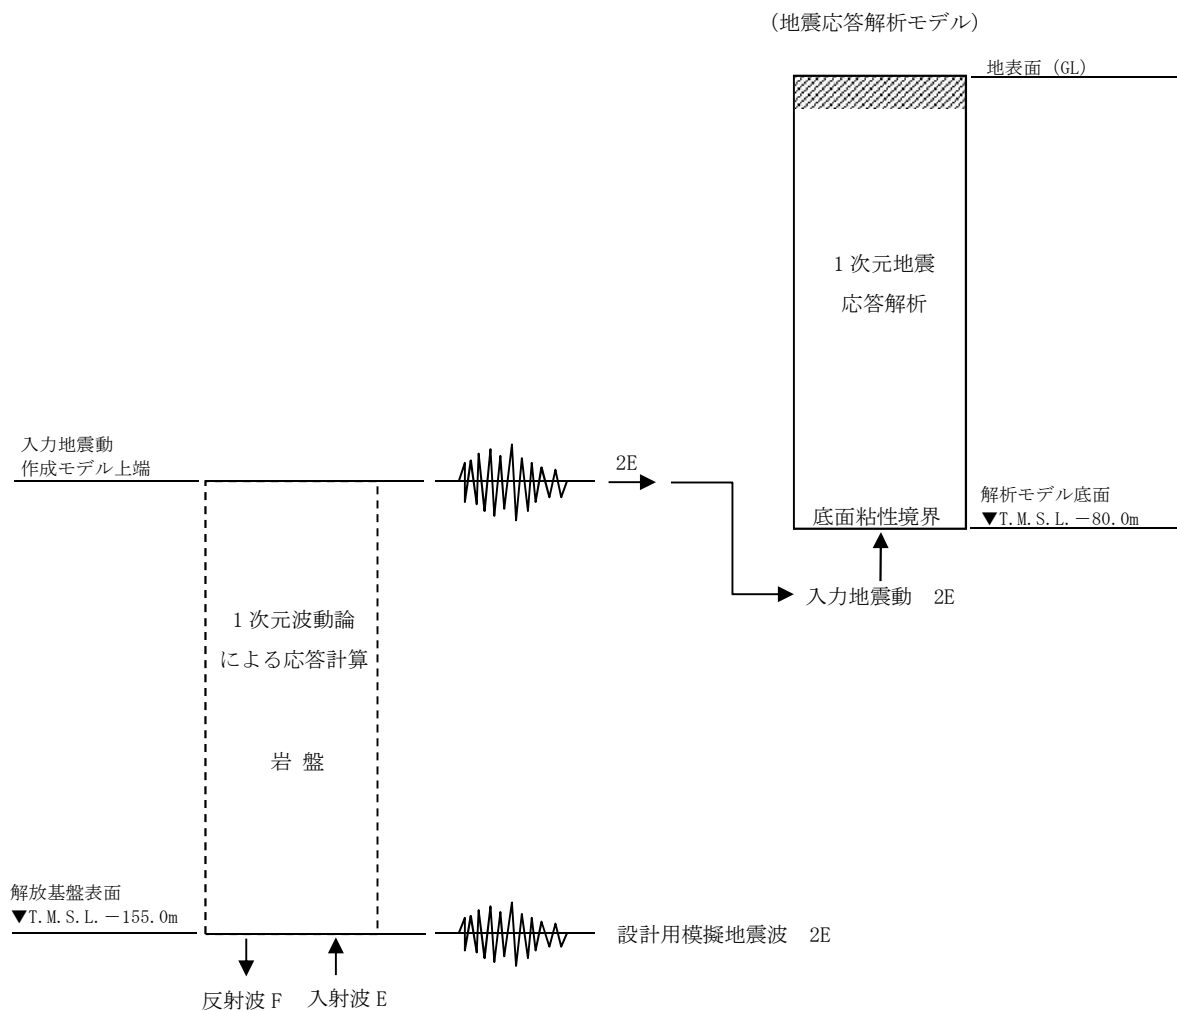 (地震応答解析モデル)
地表面（GL）
1 次元地震
応答解析
入力地震動
作成モデル上端
2E
解析モデル底面
▼T.M.S.L.－80.0m
底面粘性境界
入力地震動　2E
1 次元波動論
による応答計算
岩 盤
解放基盤表面
▼T.M.S.L.－155.0m
設計用模擬地震波　2E
反射波 F
入射波 E